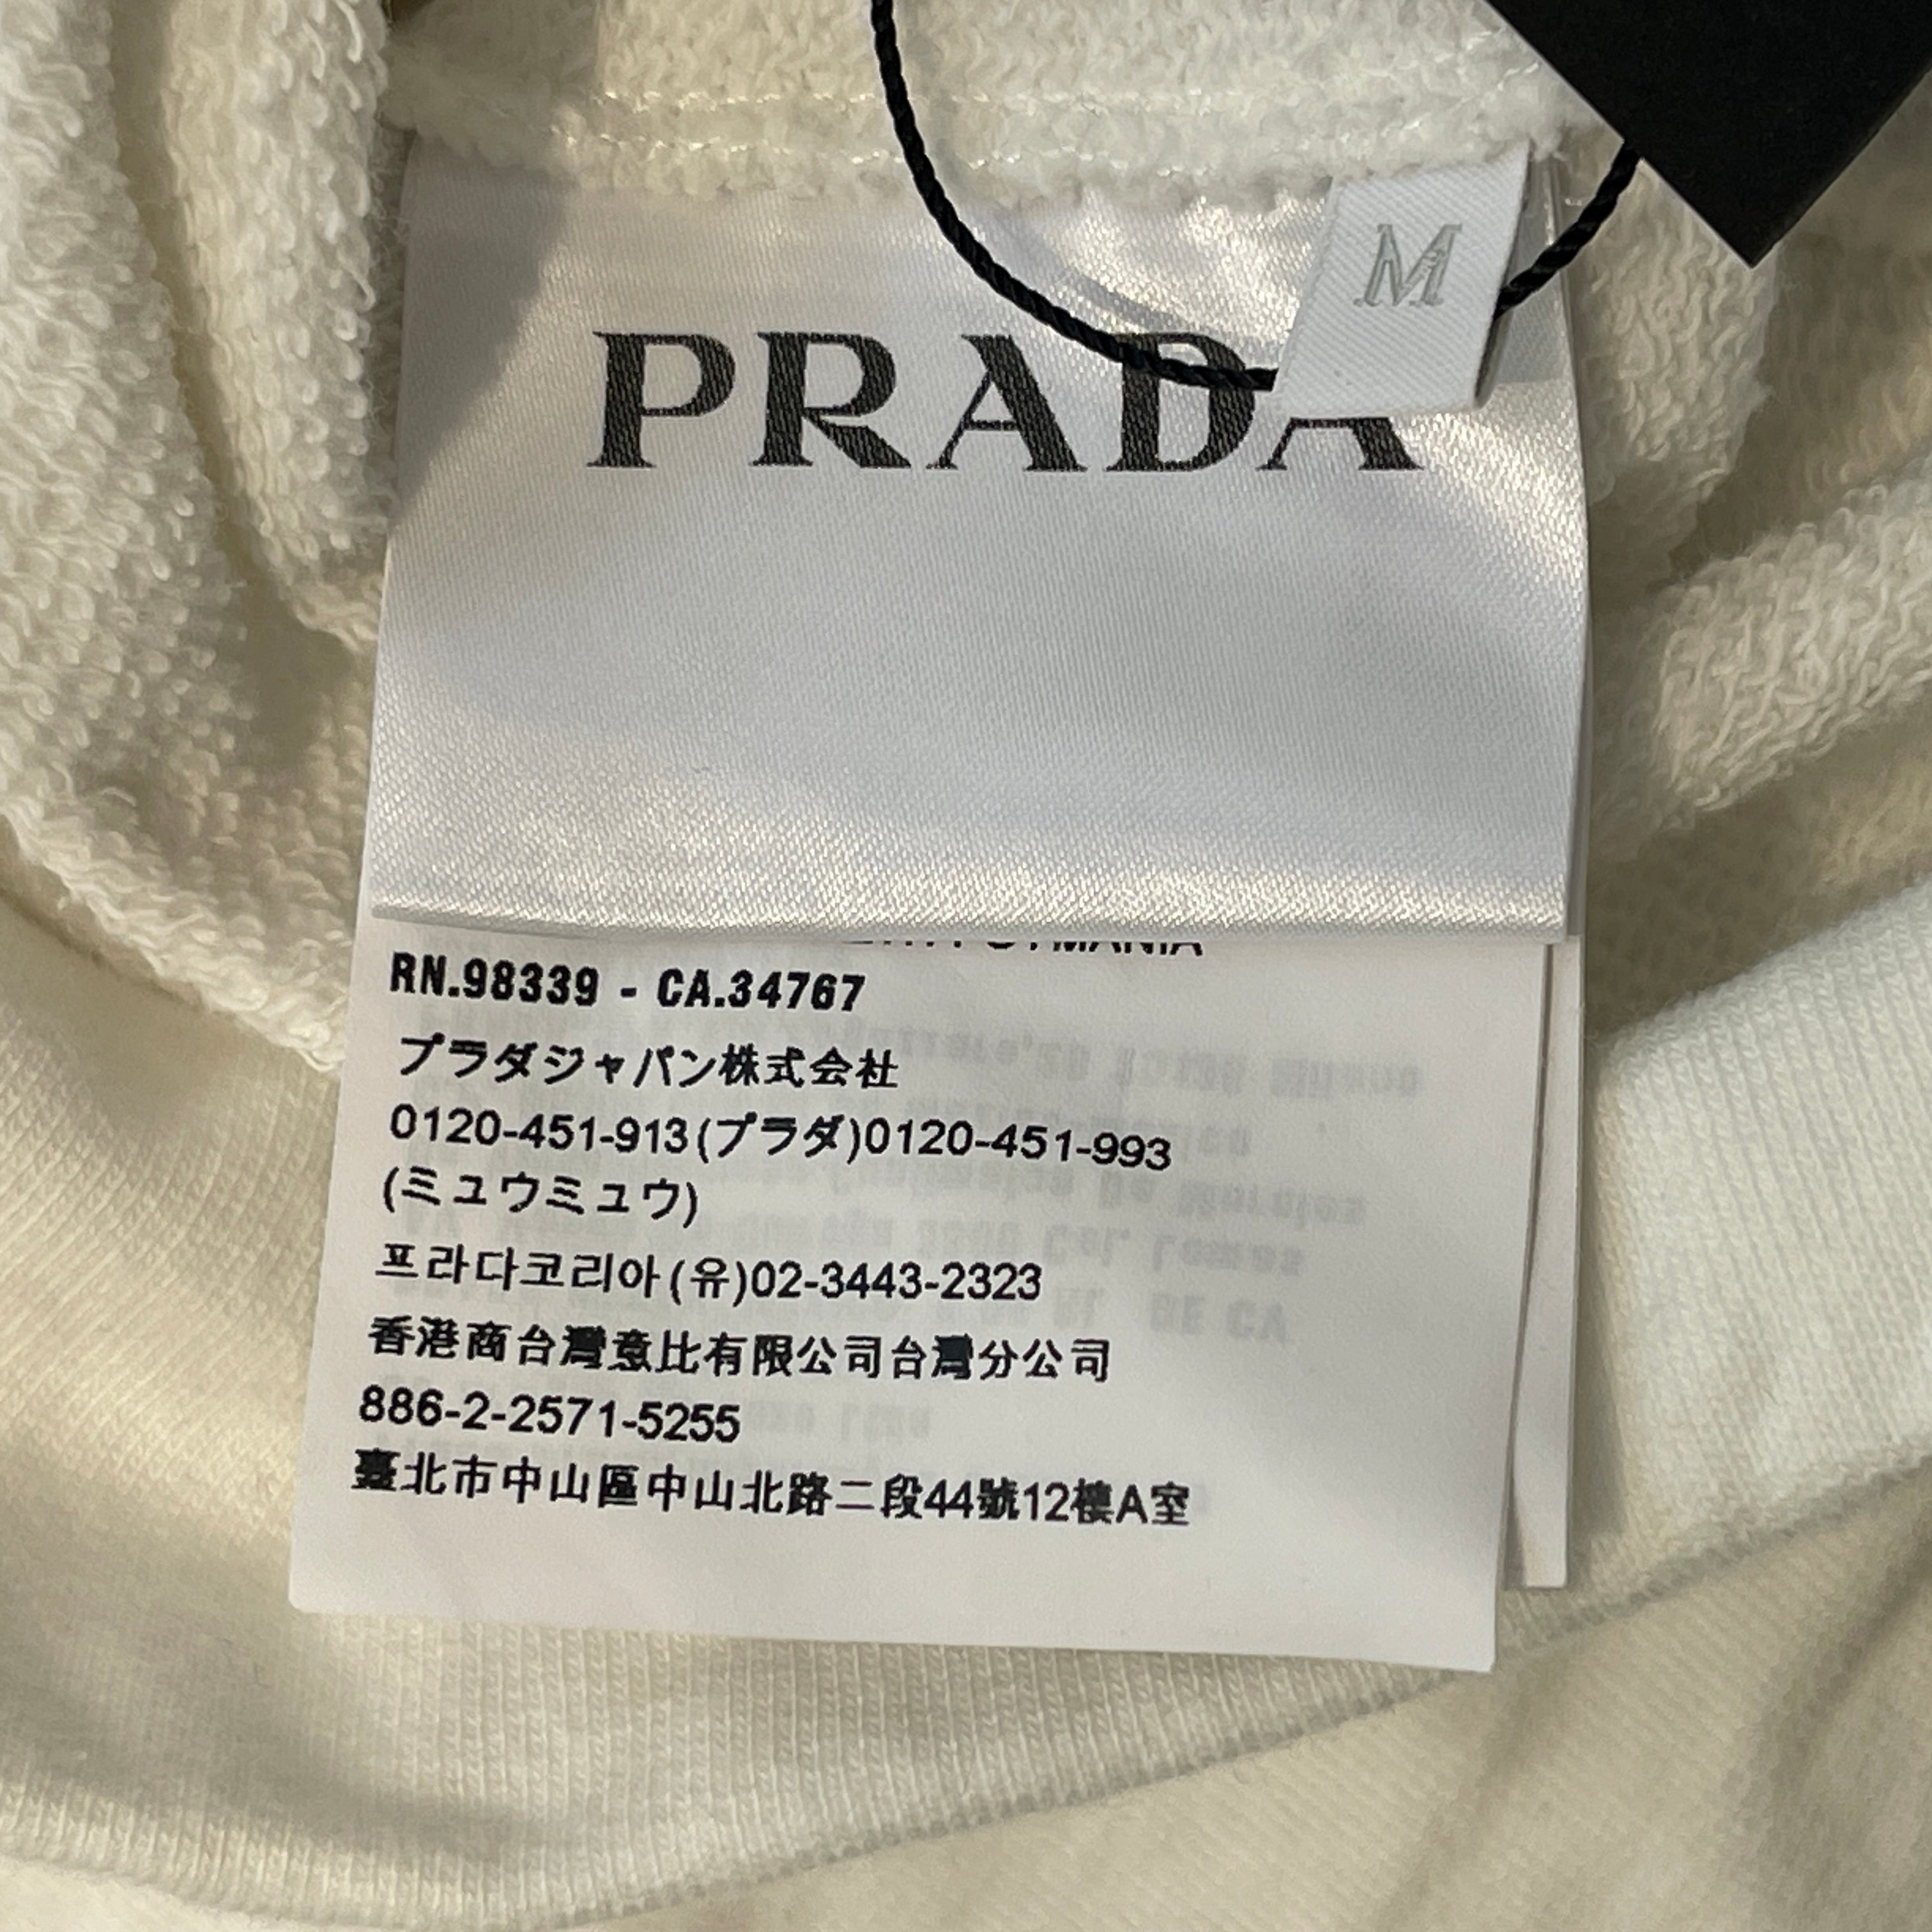 M
PRADA
RN.98339 - CA.34767
プラダジャパン株式会社
0120-451-913(プラダ)0120-451-993
(ミュウミュウ)
프라다코리아(유)02-3443-2323
香港商台灣意比有限公司台灣分公司
886-2-2571-5255
臺北市中山區中山北路二段44號12樓A室